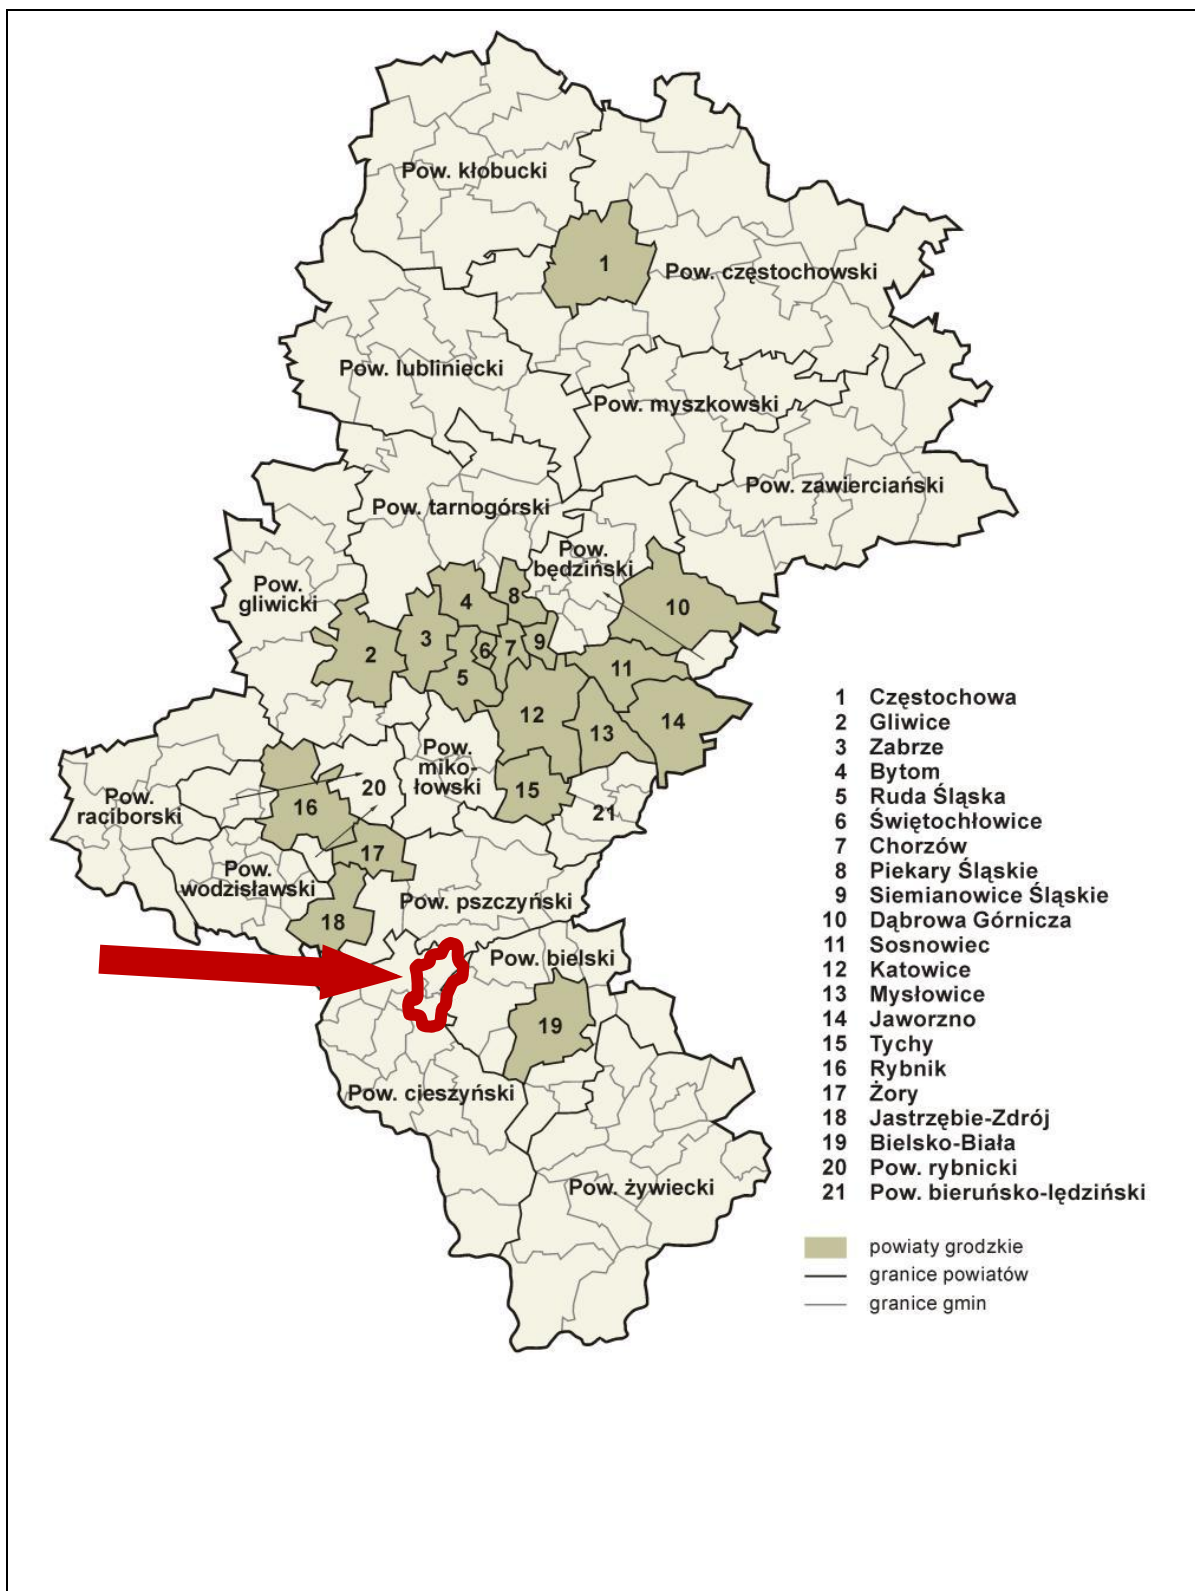 Pow. kłobucki
1
Pow. częstochowski
Pow. lubliniecki
Pow. myszkowski
Pow. zawierciański
Pow. tarnogórski
Pow.
będziński
Pow.
gliwicki
8
4
10
3
9
6
7
2
11
5
12
14
13
Pow.
miko-
łowski
20
15
Pow.
raciborski
16
21
17
Pow.
wodzisławski
Pow. pszczyński
18
Pow. bielski
19
Pow. cieszyński
Pow. żywiecki
1 Częstochowa
2 Gliwice
3 Zabrze
4 Bytom
5 Ruda Śląska
6 Świętochłowice
7 Chorzów
8 Piekary Śląskie
9 Siemianowice Śląskie
10 Dąbrowa Górnicza
11 Sosnowiec
12 Katowice
13 Mysłowice
14 Jaworzno
15 Tychy
16 Rybnik
17 Żory
18 Jastrzębie-Zdrój
19 Bielsko-Biała
20 Pow. rybnicki
21 Pow. bieruńsko-lędziński
powiaty grodzkie
granice powiatów
granice gmin